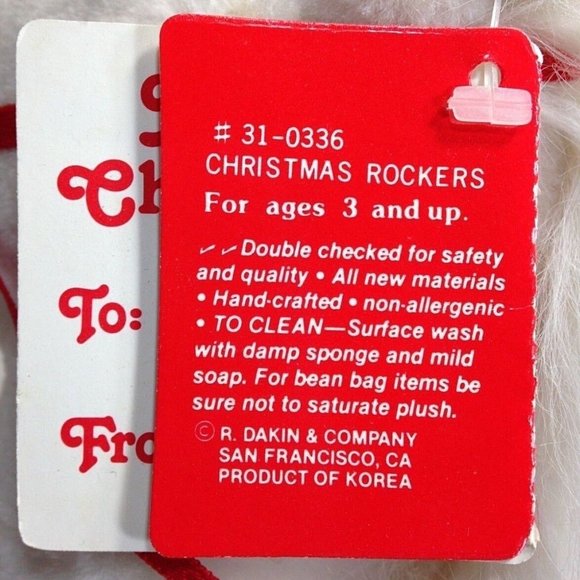 # 31-0336
CHRISTMAS ROCKERS
For ages 3 and up.
✓ ✓ Double checked for safety
and quality • All new materials
• Hand-crafted • non-allergenic
• TO CLEAN—Surface wash
with damp sponge and mild
soap. For bean bag items be
sure not to saturate plush.
© R. DAKIN & COMPANY
SAN FRANCISCO, CA
PRODUCT OF KOREA
To: